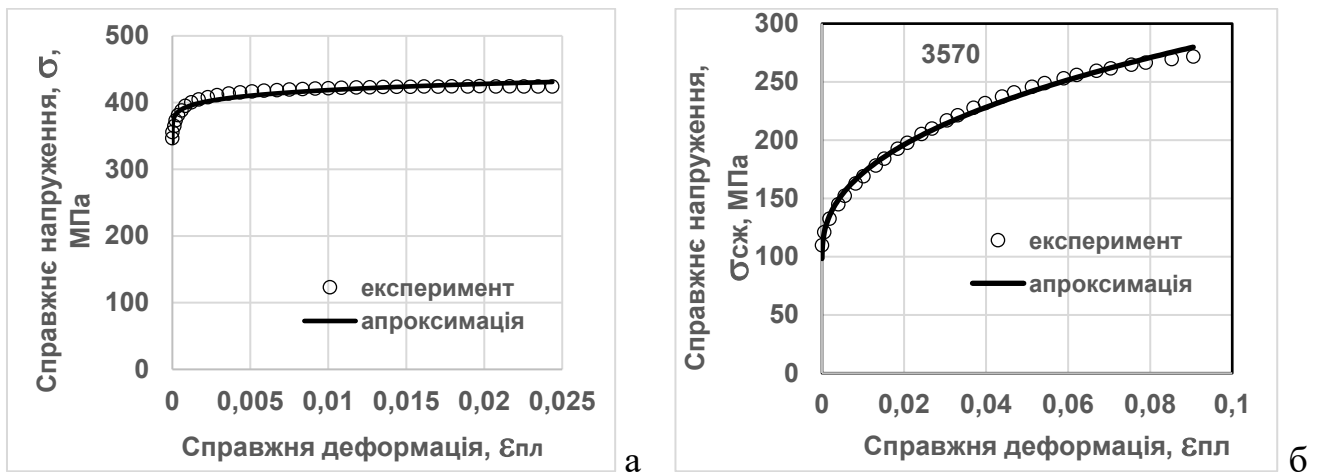 500
400
300
200
100
0
0
0,005
0,01
0,015
0,02
0,025
Справжнє напруження, σ,
МПа
експеримент
апроксимація
Справжня деформація, εпл
а
300
250
200
150
100
50
0
0
0,02
0,04
0,06
0,08
0,1
Справжнє напруження,
σсж, МПа
3570
експеримент
апроксимація
Справжня деформація, εпл
б